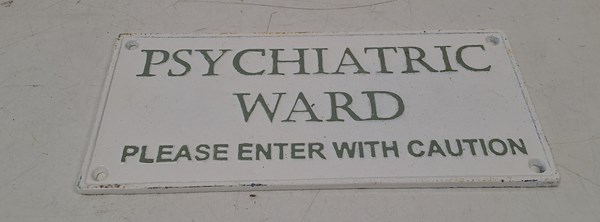 PSYCHIATRIC
WARD
PLEASE ENTER WITH CAUTION